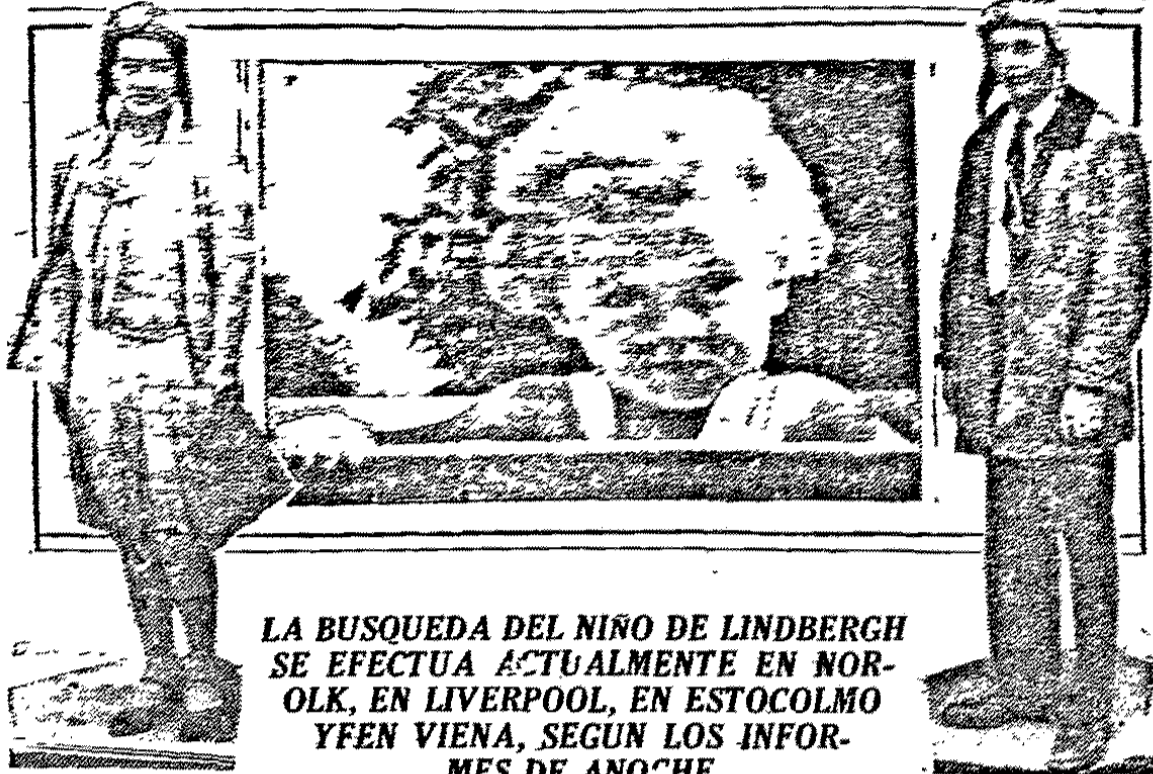 LA BUSQUEDA DEL NIÑO DE LINDBERGH
SE EFECTUA ACTUALMENTE EN NOR-
OLK, EN LIVERPOOL, EN ESTOCOLMO
YFEN VIENA, SEGUN LOS INFOR-
MES DE ANOCHE